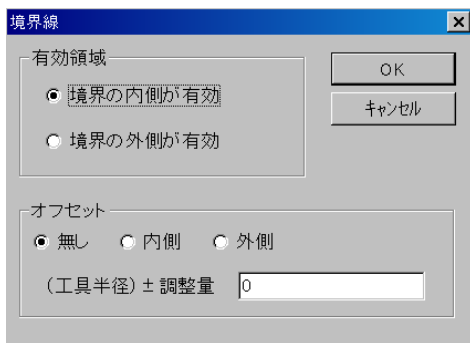 境界線
有効領域
境界の内側が有効
境界の外側が有効
OK
キャンセル
オフセット
無し 内側 外側
(工具半径)±調整量 0